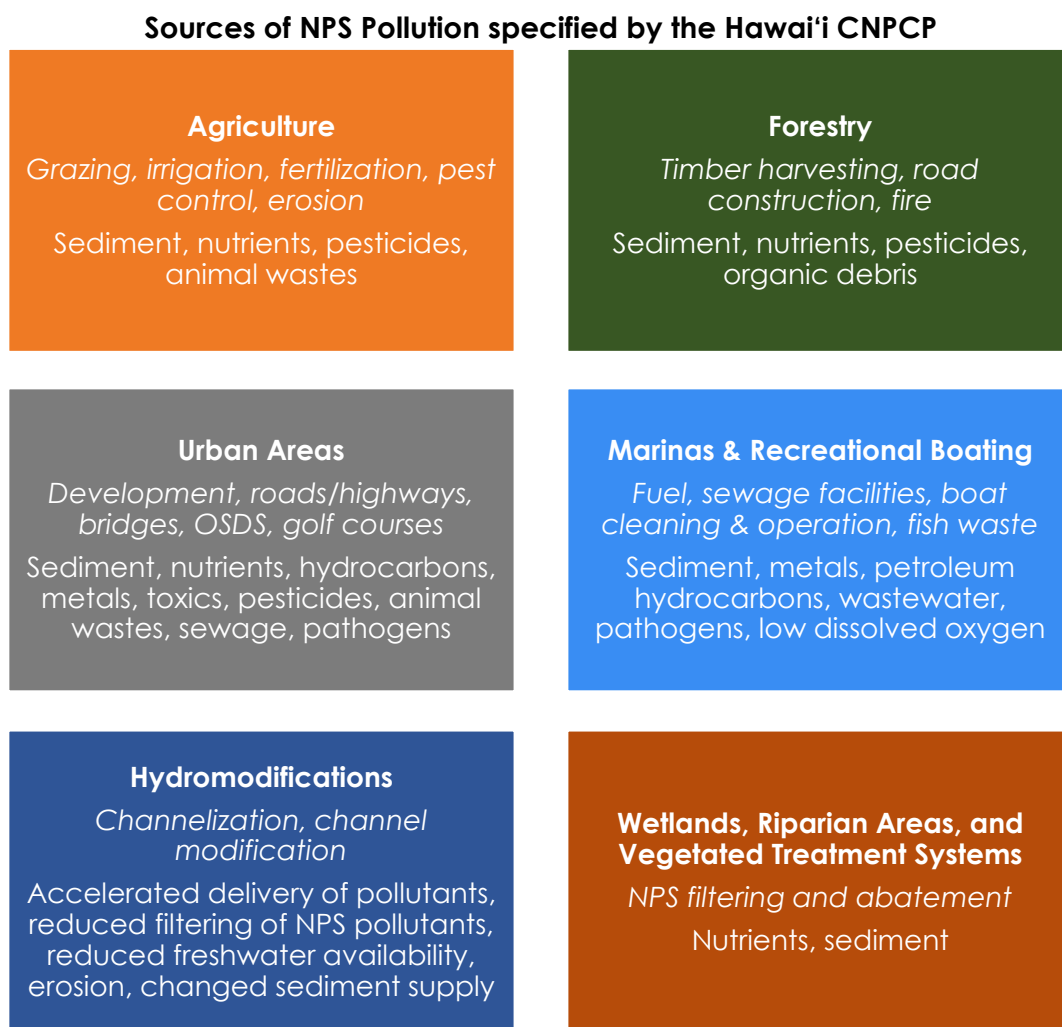 Sources of NPS Pollution specified by the Hawaiʻi CNPCP
Agriculture
Grazing, irrigation, fertilization, pest
control, erosion
Sediment, nutrients, pesticides,
animal wastes
Forestry
Timber harvesting, road
construction, fire
Sediment, nutrients, pesticides,
organic debris
Urban Areas
Development, roads/highways,
bridges, OSDS, golf courses
Sediment, nutrients, hydrocarbons,
metals, toxics, pesticides, animal
wastes, sewage, pathogens
Marinas & Recreational Boating
Fuel, sewage facilities, boat
cleaning & operation, fish waste
Sediment, metals, petroleum
hydrocarbons, wastewater,
pathogens, low dissolved oxygen
Hydromodifications
Channelization, channel
modification
Accelerated delivery of pollutants,
reduced filtering of NPS pollutants,
reduced freshwater availability,
erosion, changed sediment supply
Wetlands, Riparian Areas, and
Vegetated Treatment Systems
NPS filtering and abatement
Nutrients, sediment